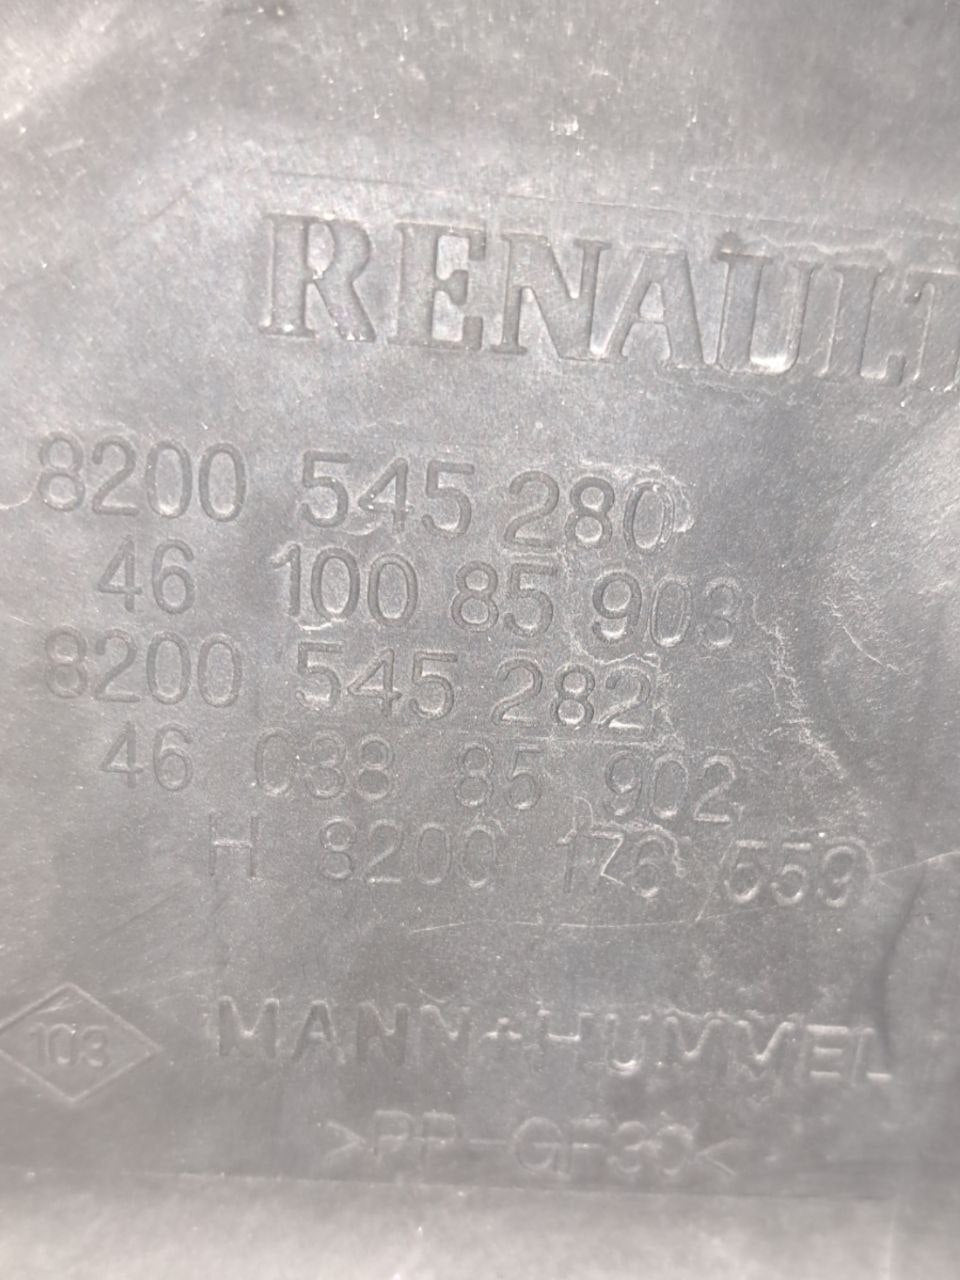 RENAULT
8200 545 280
46 100 85 903
8200 545 282
46 038 85 902
H 8200 176 559
103
MANN+HUMMEL
>PP-GF30<